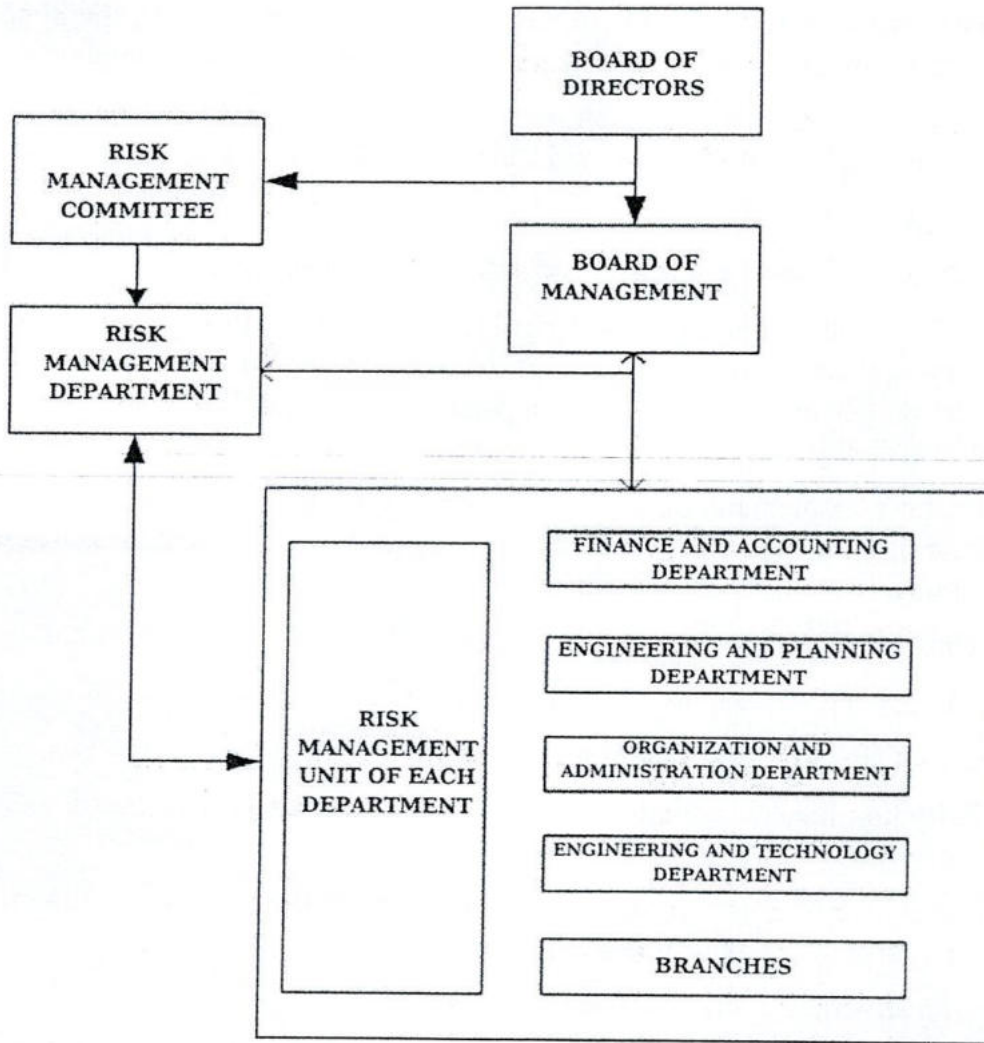 BOARD OF
DIRECTORS
RISK
MANAGEMENT
COMMITTEE
BOARD OF
MANAGEMENT
RISK
MANAGEMENT
DEPARTMENT
FINANCE AND ACCOUNTING
DEPARTMENT
ENGINEERING AND PLANNING
DEPARTMENT
RISK
MANAGEMENT
UNIT OF EACH
DEPARTMENT
ORGANIZATION AND
ADMINISTRATION DEPARTMENT
ENGINEERING AND TECHNOLOGY
DEPARTMENT
BRANCHES